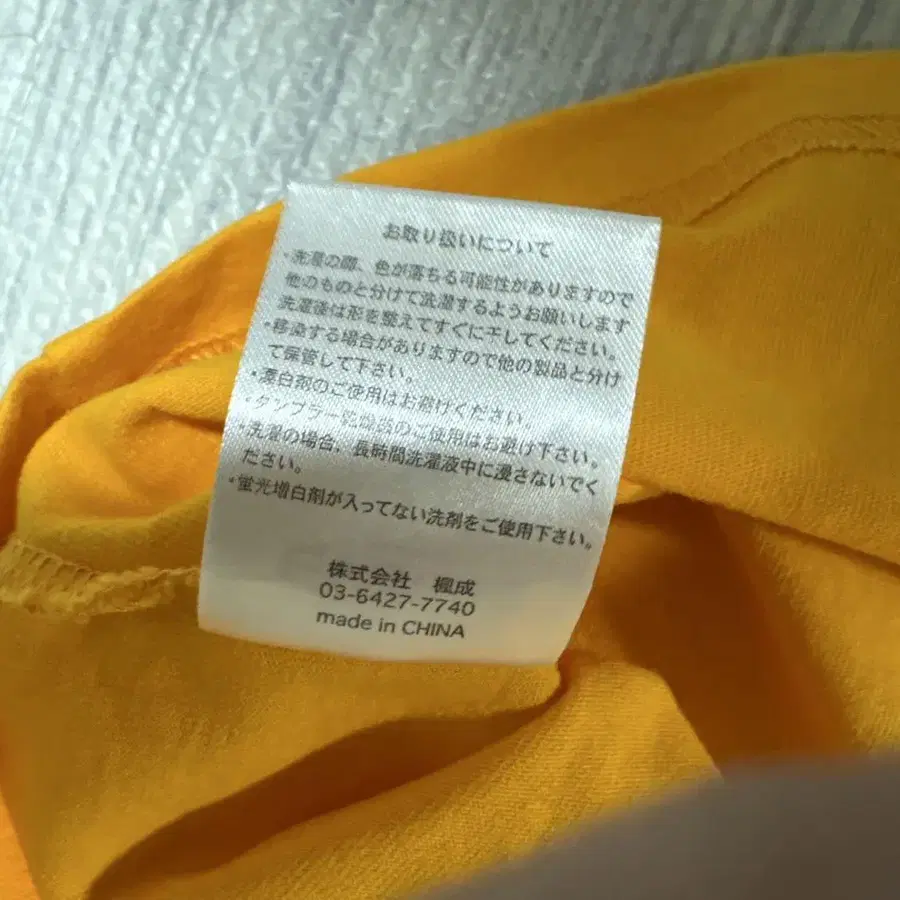 お取り扱いについて
・洗濯の際、色が落ちる可能性がありますので
他のものと分けて洗濯するようお願いします
洗濯後は形を整えてすぐに干してください。
・移染する場合がありますので他の製品と分け
て保管して下さい。
・漂白剤のご使用はお避けください。
・タンブラー乾燥機のご使用はお避け下さい。
・洗濯の場合、長時間洗濯液中に浸さないでく
ださい。
・蛍光増白剤が入ってない洗剤をご使用下さい。
株式会社 楓成
03-6427-7740
made in CHINA